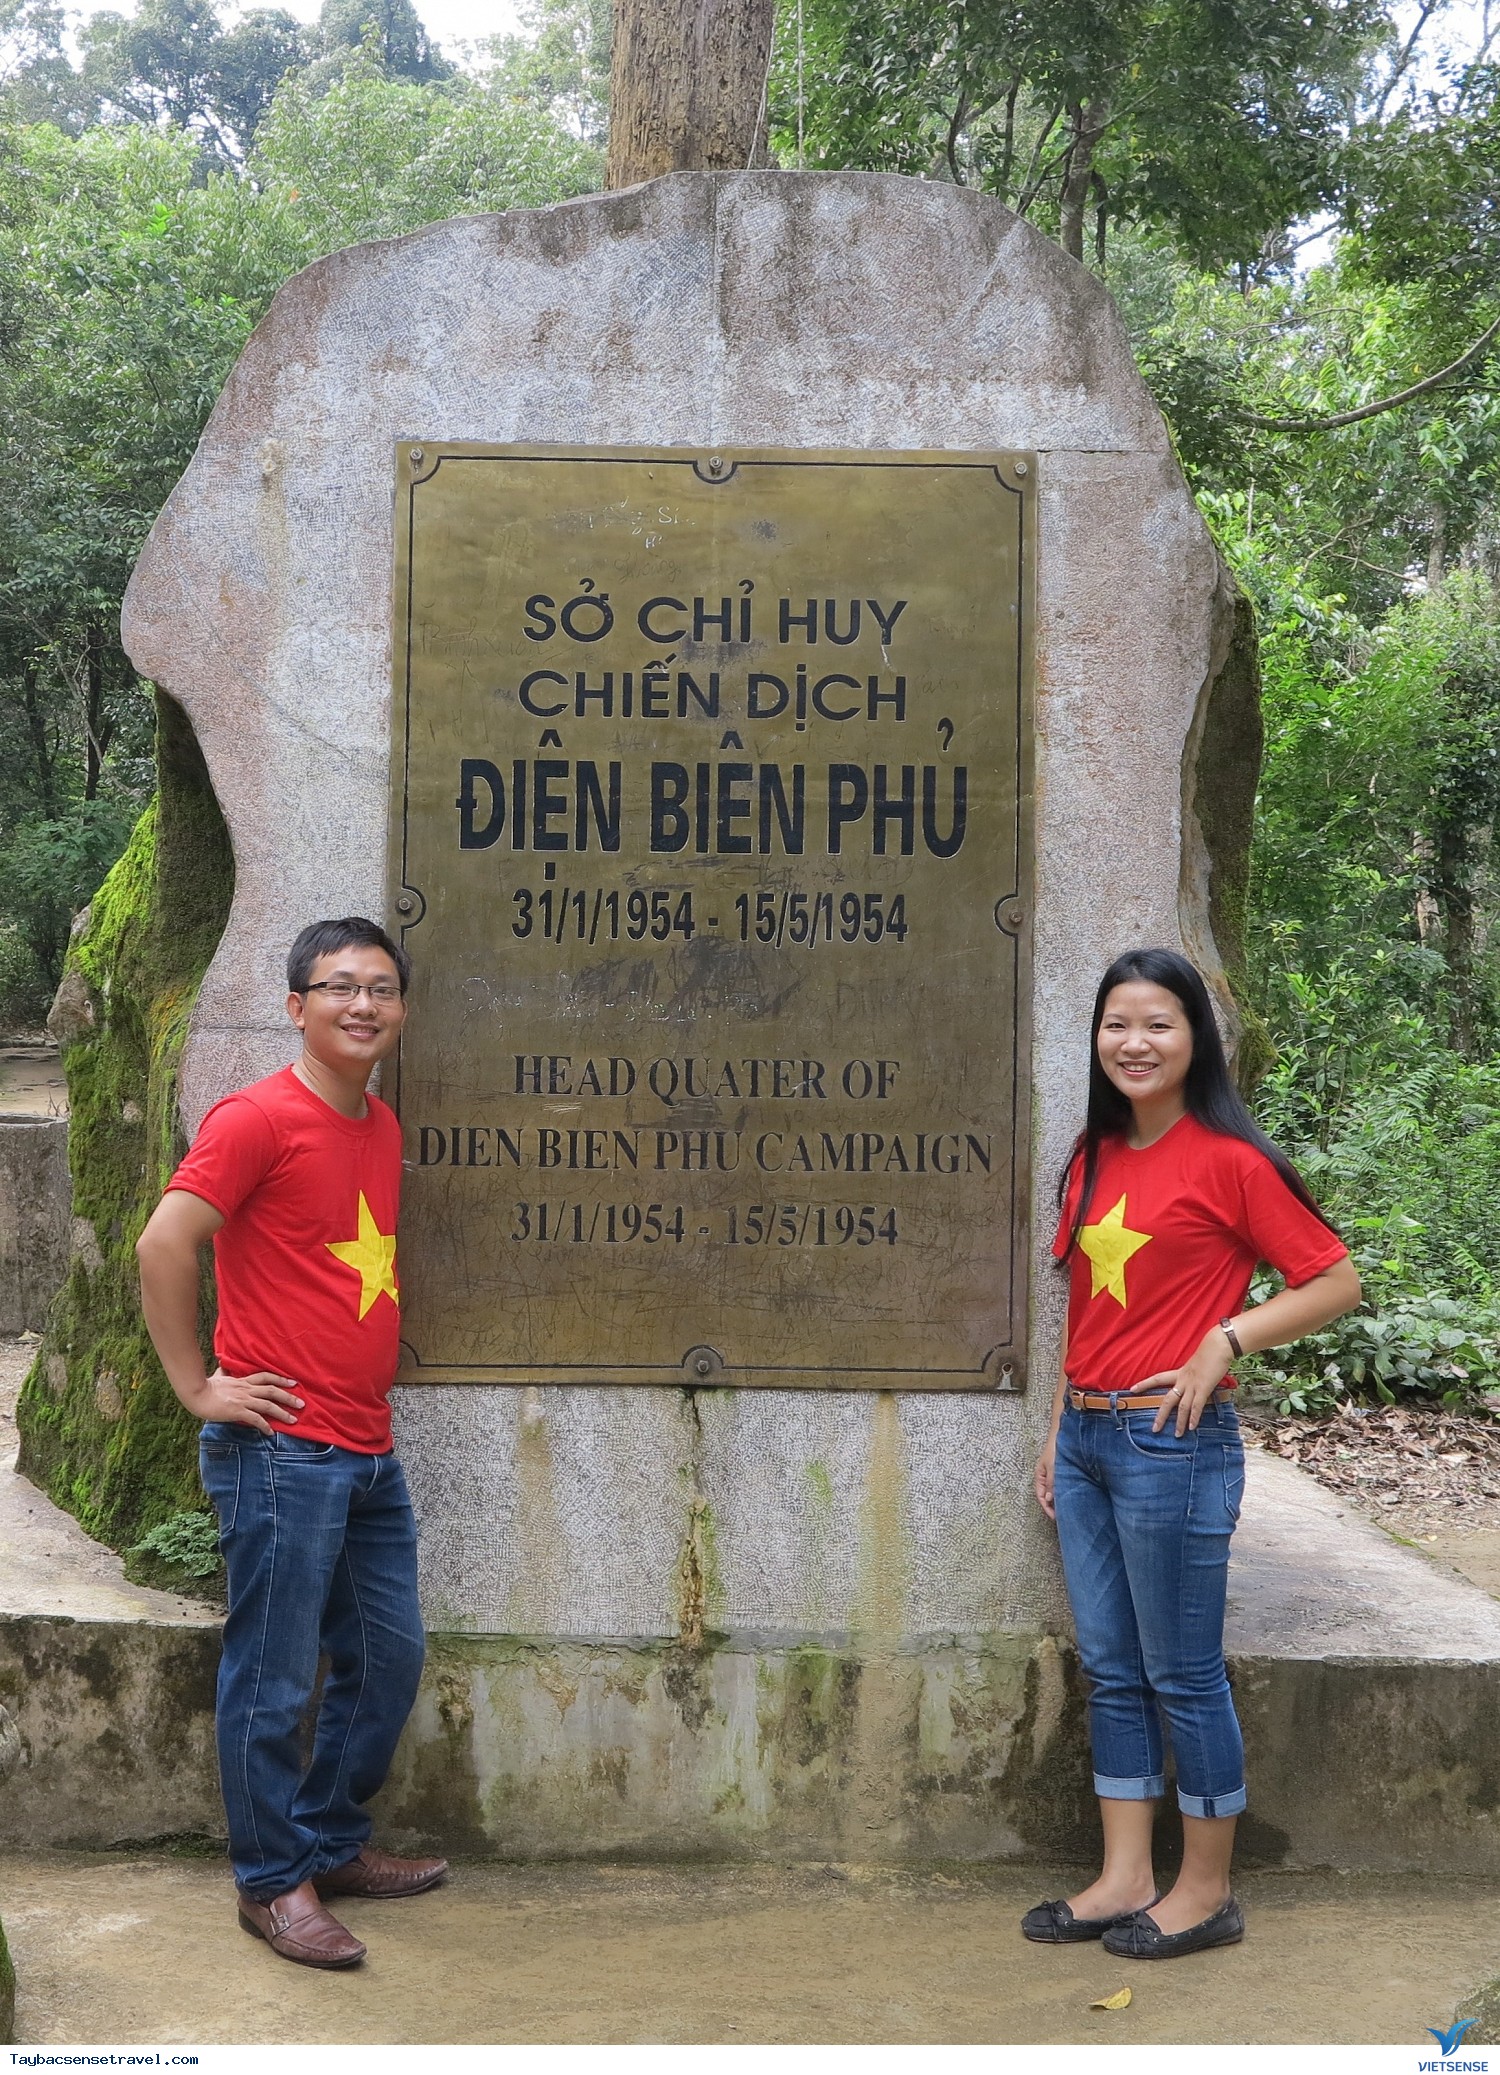 SỞ CHỈ HUY
CHIẾN DỊCH
ĐIỆN BIÊN PHỦ
31/1/1954 - 15/5/1954
HEAD QUATER OF
DIEN BIEN PHU CAMPAIGN
31/1/1954 - 15/5/1954
Taybacsensetravel.com
VIETSENSE